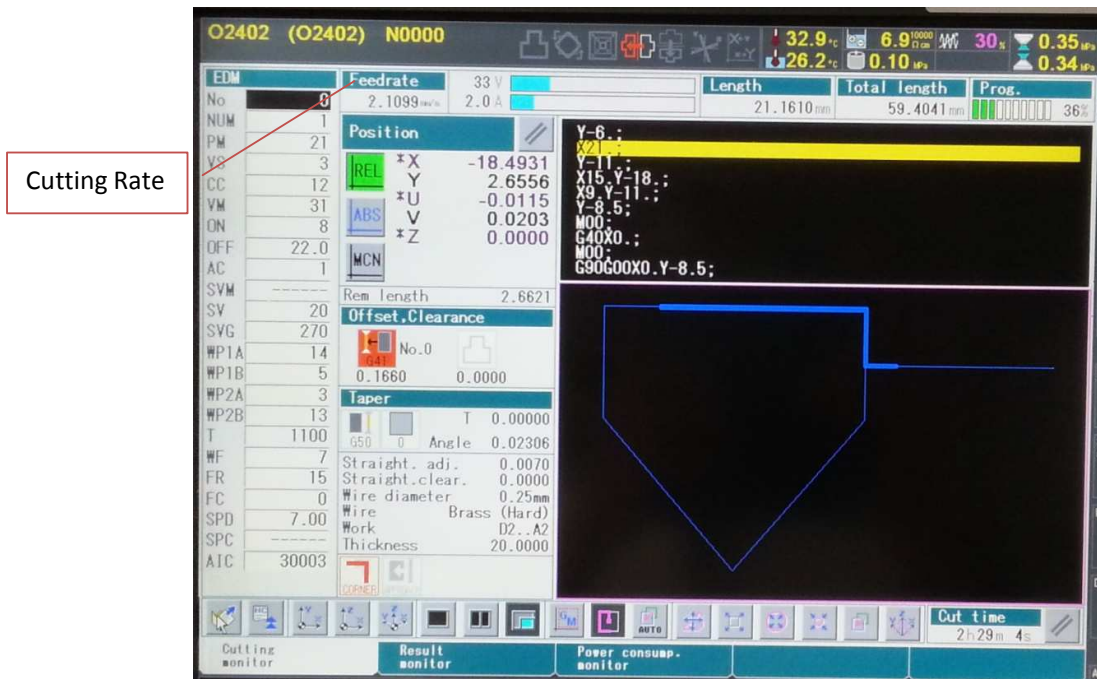 O2402 (O2402) N0000
32.9°c
6.9 10000 Ωcm
30%
0.35 MPa
26.2°c
0.10 MPa
0.34 MPa
EDM
No 0
NUM 1
PM 21
VS 3
CC 12
VM 31
ON 8
OFF 22.0
AC 1
SVM ------
SV 20
SVG 270
WP1A 14
WP1B 5
WP2A 3
WP2B 13
T 1100
WF 7
FR 15
FC 0
SPD 7.00
SPC ------
AIC 30003
Cutting Rate
Feedrate
2.1099 mm/m
33 V
2.0 A
Length
21.1610 mm
Total length
59.4041 mm
Prog.
36%
Position
REL
ABS
MCN
*X -18.4931
Y 2.6556
*U -0.0115
V 0.0203
*Z 0.0000
Rem length 2.6621
Offset.Clearance
G41
No.0
0.1660 0.0000
Taper
G50 0
T 0.00000
Angle 0.02306
Straight. adj. 0.0070
Straight.clear. 0.0000
Wire diameter 0.25mm
Wire Brass (Hard)
Work D2..A2
Thickness 20.0000
CORNER
Y-6.;
X21.;
Y-11.;
X15.Y-18.;
X9.Y-11.;
Y-8.5;
M00;
G40X0.;
M00;
G90G00X0.Y-8.5;
AUTO
Cut time
2h29m 4s
Cutting
monitor
Result
monitor
Power consump.
monitor